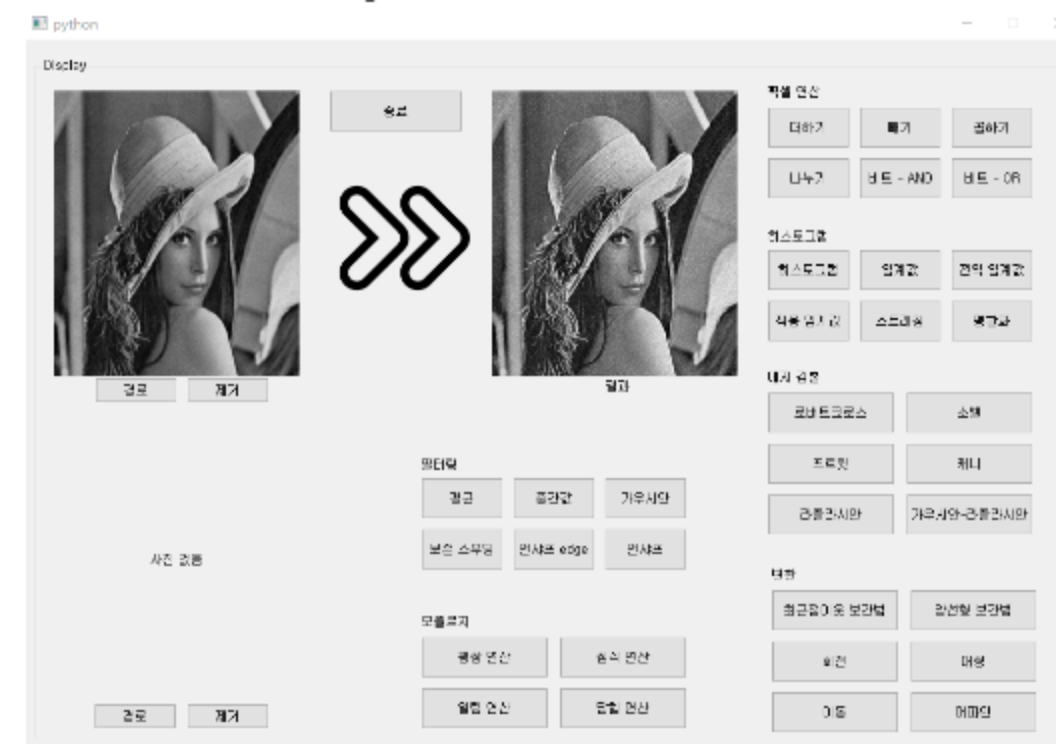 python
Display
종료
경로 제거
결과
사진 없음
경로 제거
필터링
평균 중간값 가우시안
보존 스무딩 언샤프 edge 언샤프
모폴로지
팽창 연산 침식 연산
열림 연산 닫힘 연산
픽셀 연산
더하기 빼기 곱하기
나누기 비트 - AND 비트 - OR
히스토그램
히스토그램 임계값 전역 임계값
적응 임계값 스트레칭 평활화
에지 검출
로버트크로스 소벨
프르윗 캐니
라플라시안 가우시안-라플라시안
변환
최근접이웃 보간법 양선형 보간법
회전 대칭
이동 어파인